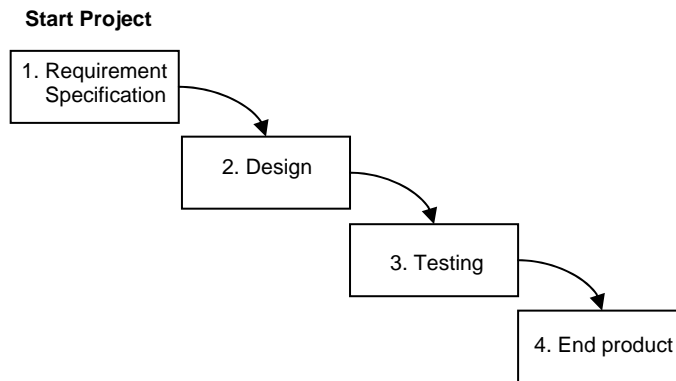 Start Project
1. Requirement
Specification
2. Design
3. Testing
4. End product